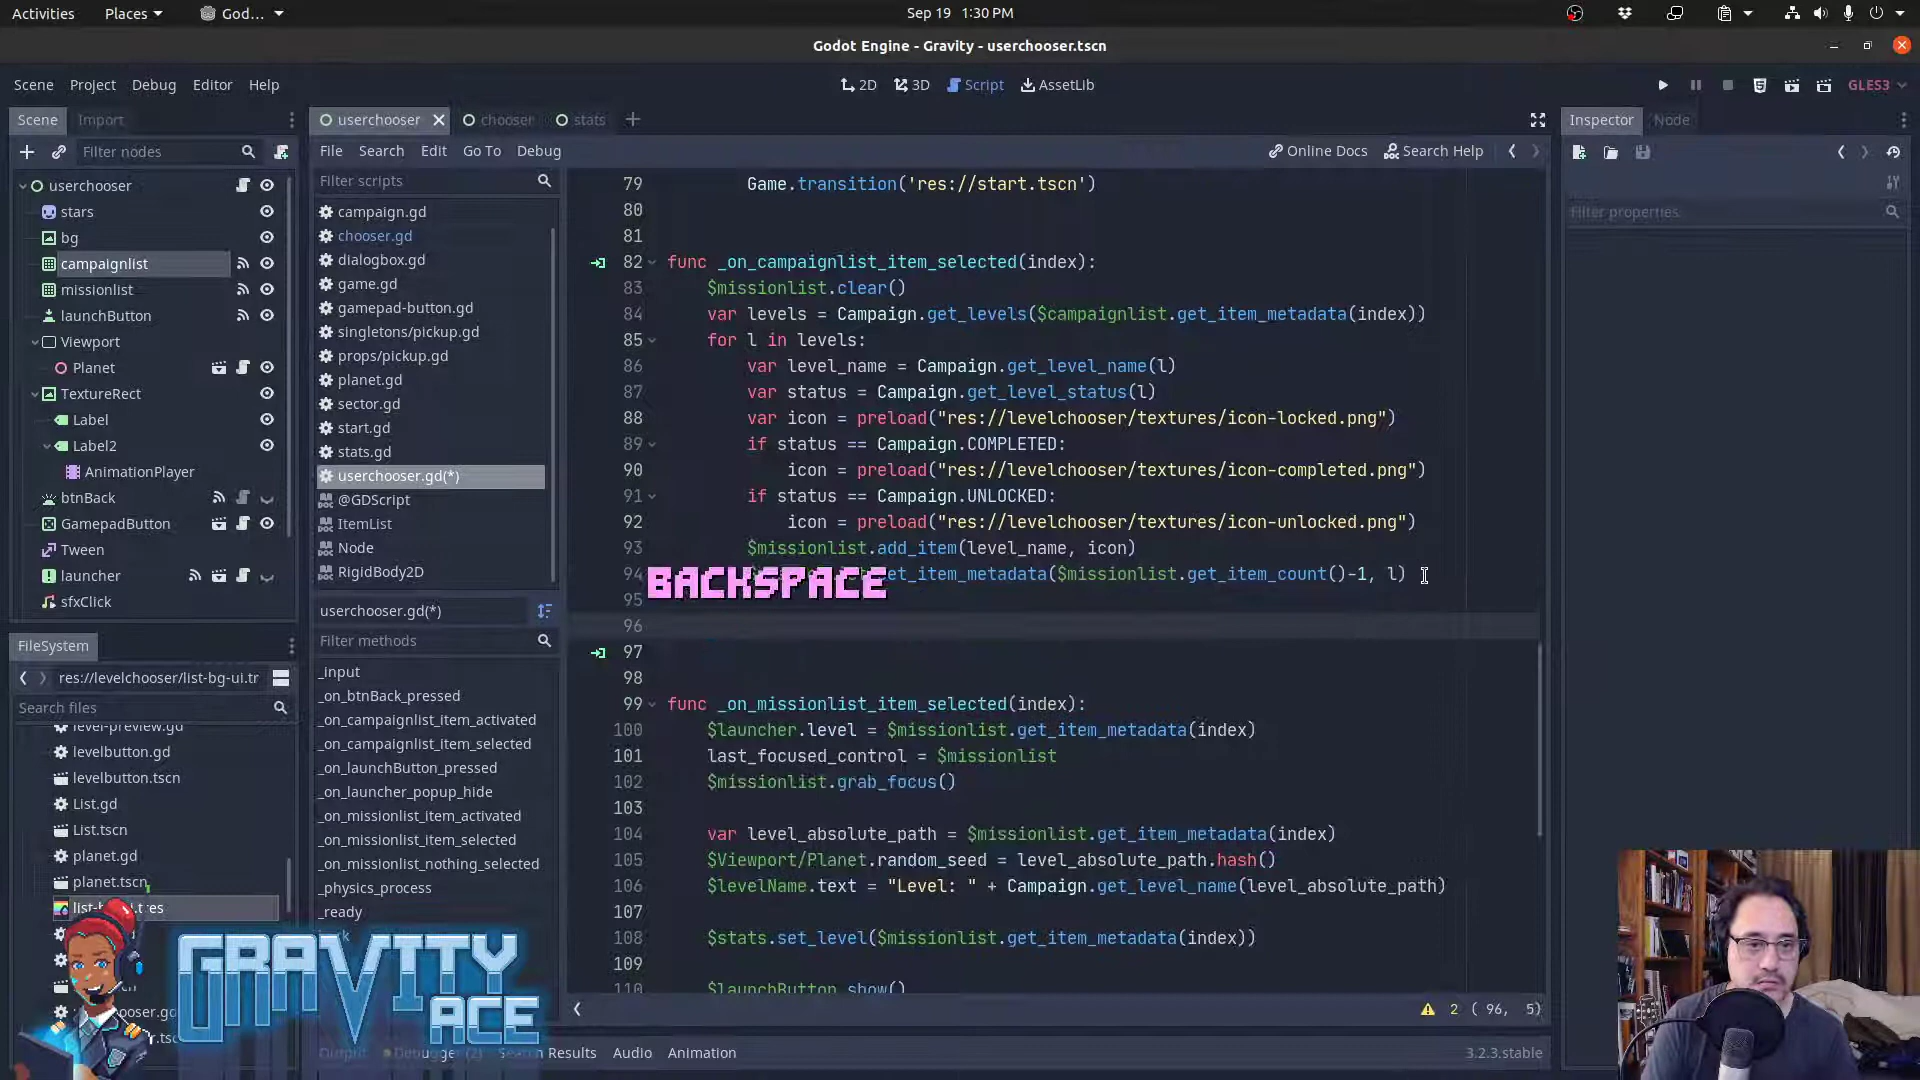 Activities
Places
God...
Sep 19 1:30 PM
Godot Engine - Gravity - userchooser.tscn
Scene
Project
Debug
Editor
Help
2D
3D
Script
AssetLib
GLES3
Scene
Import
userchooser
chooser
stats
Inspector
Node
Filter nodes
File
Search
Edit
Go To
Debug
Online Docs
Search Help
Filter properties
userchooser
stars
bg
campaignlist
missionlist
launchButton
Viewport
Planet
TextureRect
Label
Label2
AnimationPlayer
btnBack
GamepadButton
Tween
launcher
sfxClick
Filter scripts
campaign.gd
chooser.gd
dialogbox.gd
game.gd
gamepad-button.gd
singletons/pickup.gd
props/pickup.gd
planet.gd
sector.gd
start.gd
stats.gd
userchooser.gd(*)
@GDScript
ItemList
Node
RigidBody2D
userchooser.gd(*)
Filter methods
_input
_on_btnBack_pressed
_on_campaignlist_item_activated
_on_campaignlist_item_selected
_on_launchButton_pressed
_on_launcher_popup_hide
_on_missionlist_item_activated
_on_missionlist_item_selected
_on_missionlist_nothing_selected
_physics_process
_ready
79 Game.transition('res://start.tscn')
80
81
82 func _on_campaignlist_item_selected(index):
83 $missionlist.clear()
84 var levels = Campaign.get_levels($campaignlist.get_item_metadata(index))
85 for l in levels:
86 var level_name = Campaign.get_level_name(l)
87 var status = Campaign.get_level_status(l)
88 var icon = preload("res://levelchooser/textures/icon-locked.png")
89 if status == Campaign.COMPLETED:
90 icon = preload("res://levelchooser/textures/icon-completed.png")
91 if status == Campaign.UNLOCKED:
92 icon = preload("res://levelchooser/textures/icon-unlocked.png")
93 $missionlist.add_item(level_name, icon)
94 et_item_metadata($missionlist.get_item_count()-1, l)
BACKSPACE
95
96
97
98
99 func _on_missionlist_item_selected(index):
100 $launcher.level = $missionlist.get_item_metadata(index)
101 last_focused_control = $missionlist
102 $missionlist.grab_focus()
103
104 var level_absolute_path = $missionlist.get_item_metadata(index)
105 $Viewport/Planet.random_seed = level_absolute_path.hash()
106 $levelName.text = "Level: " + Campaign.get_level_name(level_absolute_path)
107
108 $stats.set_level($missionlist.get_item_metadata(index))
109
110 $launchButton.show()
2 ( 96, 5)
FileSystem
res://levelchooser/list-bg-ui.tr
Search files
level-preview.gd
levelbutton.gd
levelbutton.tscn
List.gd
List.tscn
planet.gd
planet.tscn
GRAVITY
ACE
Output
Debugger (2)
Search Results
Audio
Animation
3.2.3.stable